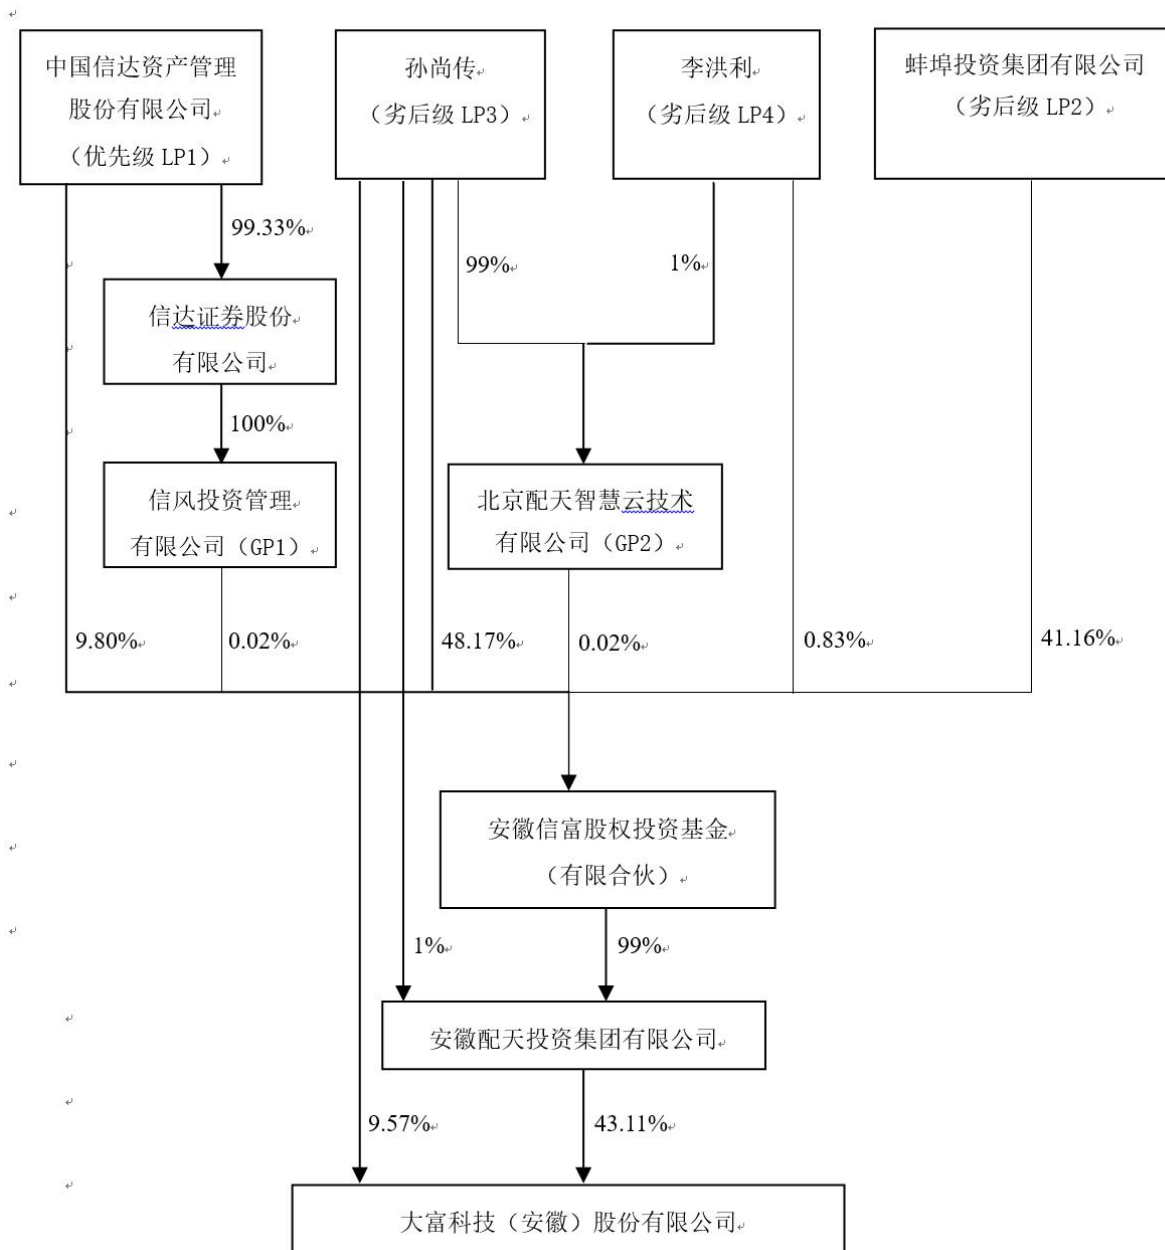 中国信达资产管理
股份有限公司
（优先级 LP1）
孙尚传
（劣后级 LP3）
李洪利
（劣后级 LP4）
蚌埠投资集团有限公司
（劣后级 LP2）
99.33%
99%
1%
信达证券股份
有限公司
100%
信风投资管理
有限公司（GP1）
北京配天智慧云技术
有限公司（GP2）
9.80%
0.02%
48.17%
0.02%
0.83%
41.16%
安徽信富股权投资基金
（有限合伙）
1%
99%
安徽配天投资集团有限公司
9.57%
43.11%
大富科技（安徽）股份有限公司